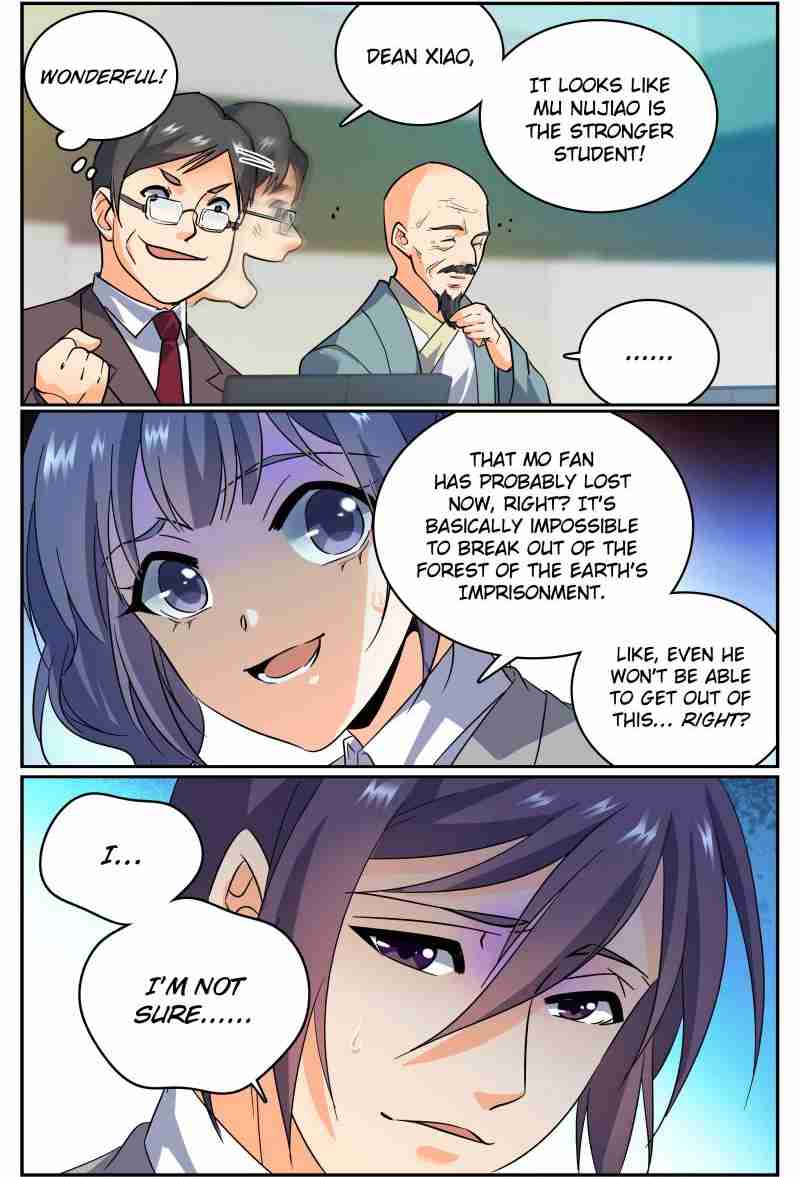 WONDERFUL!
DEAN XIAO,
IT LOOKS LIKE
MU NUJIAO IS
THE STRONGER
STUDENT!
......
THAT MO FAN
HAS PROBABLY LOST
NOW, RIGHT? IT'S
BASICALLY IMPOSSIBLE
TO BREAK OUT OF THE
FOREST OF THE EARTH'S
IMPRISONMENT.
LIKE, EVEN HE
WON'T BE ABLE
TO GET OUT OF
THIS... RIGHT?
I...
I'M NOT
SURE......